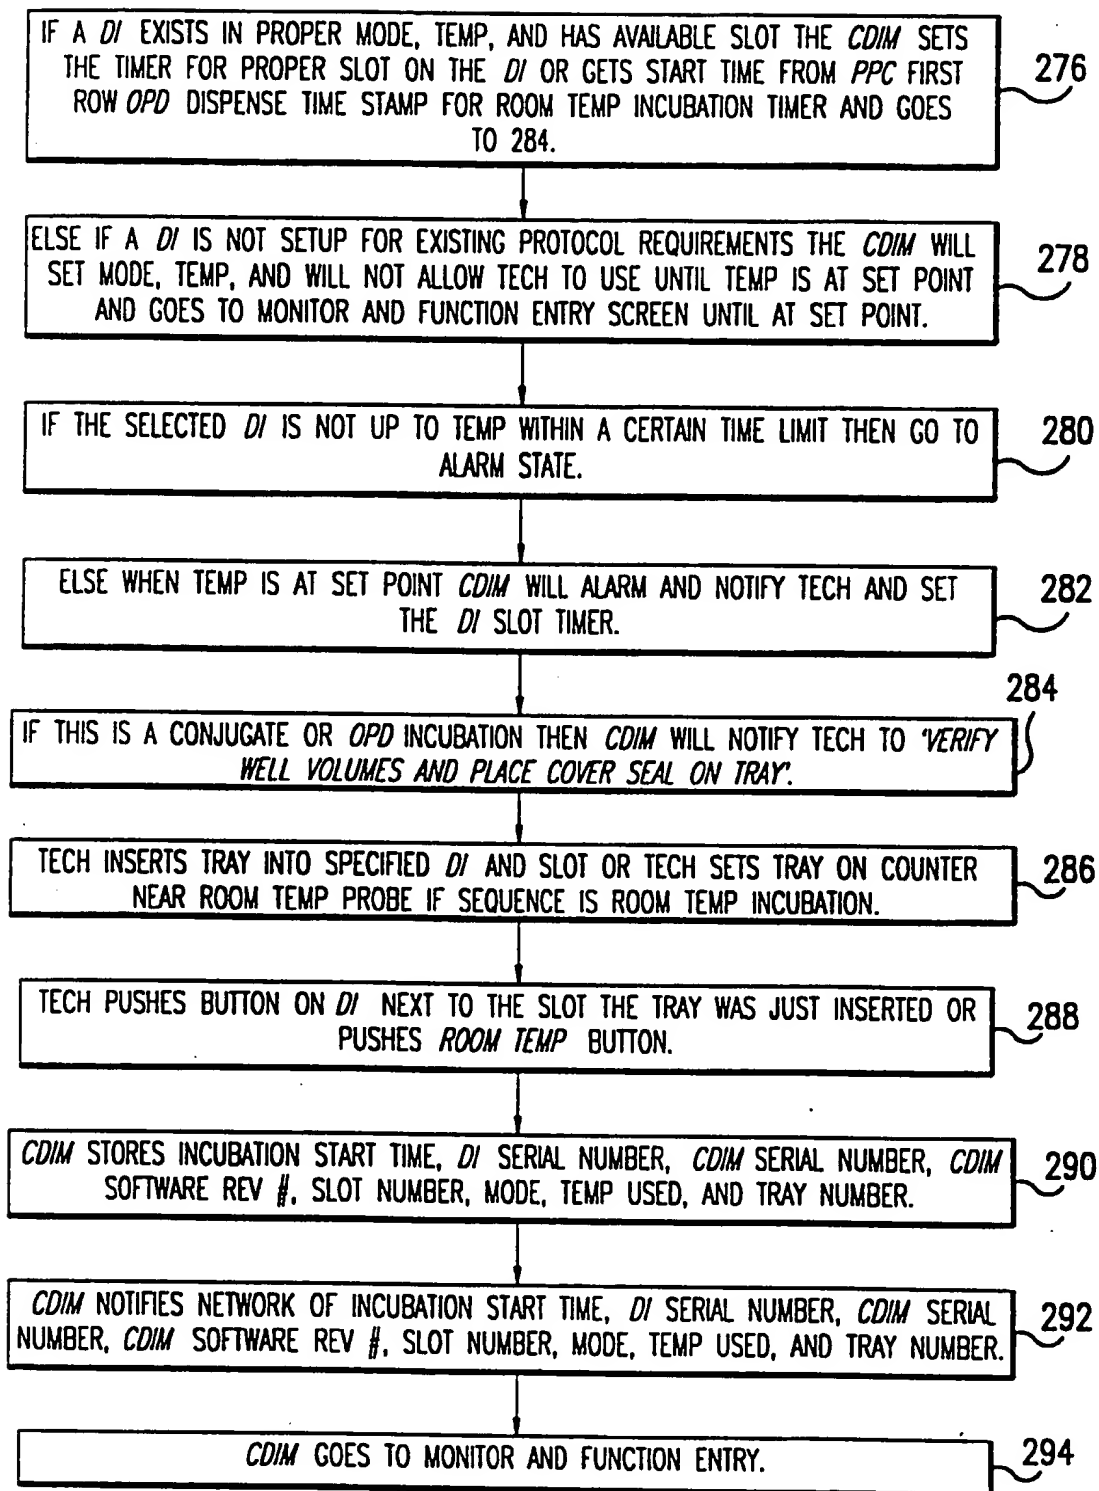 IF A DI EXISTS IN PROPER MODE, TEMP, AND HAS AVAILABLE SLOT THE CDIM SETS
THE TIMER FOR PROPER SLOT ON THE DI OR GETS START TIME FROM PPC FIRST
ROW OPD DISPENSE TIME STAMP FOR ROOM TEMP INCUBATION TIMER AND GOES
TO 284.
276
ELSE IF A DI IS NOT SETUP FOR EXISTING PROTOCOL REQUIREMENTS THE CDIM WILL
SET MODE, TEMP, AND WILL NOT ALLOW TECH TO USE UNTIL TEMP IS AT SET POINT
AND GOES TO MONITOR AND FUNCTION ENTRY SCREEN UNTIL AT SET POINT.
278
IF THE SELECTED DI IS NOT UP TO TEMP WITHIN A CERTAIN TIME LIMIT THEN GO TO
ALARM STATE.
280
ELSE WHEN TEMP IS AT SET POINT CDIM WILL ALARM AND NOTIFY TECH AND SET
THE DI SLOT TIMER.
282
284
IF THIS IS A CONJUGATE OR OPD INCUBATION THEN CDIM WILL NOTIFY TECH TO 'VERIFY
WELL VOLUMES AND PLACE COVER SEAL ON TRAY'.
TECH INSERTS TRAY INTO SPECIFIED DI AND SLOT OR TECH SETS TRAY ON COUNTER
NEAR ROOM TEMP PROBE IF SEQUENCE IS ROOM TEMP INCUBATION.
286
TECH PUSHES BUTTON ON DI NEXT TO THE SLOT THE TRAY WAS JUST INSERTED OR
PUSHES ROOM TEMP BUTTON.
288
CDIM STORES INCUBATION START TIME, DI SERIAL NUMBER, CDIM SERIAL NUMBER, CDIM
SOFTWARE REV #, SLOT NUMBER, MODE, TEMP USED, AND TRAY NUMBER.
290
CDIM NOTIFIES NETWORK OF INCUBATION START TIME, DI SERIAL NUMBER, CDIM SERIAL
NUMBER, CDIM SOFTWARE REV #, SLOT NUMBER, MODE, TEMP USED, AND TRAY NUMBER.
292
CDIM GOES TO MONITOR AND FUNCTION ENTRY.
294